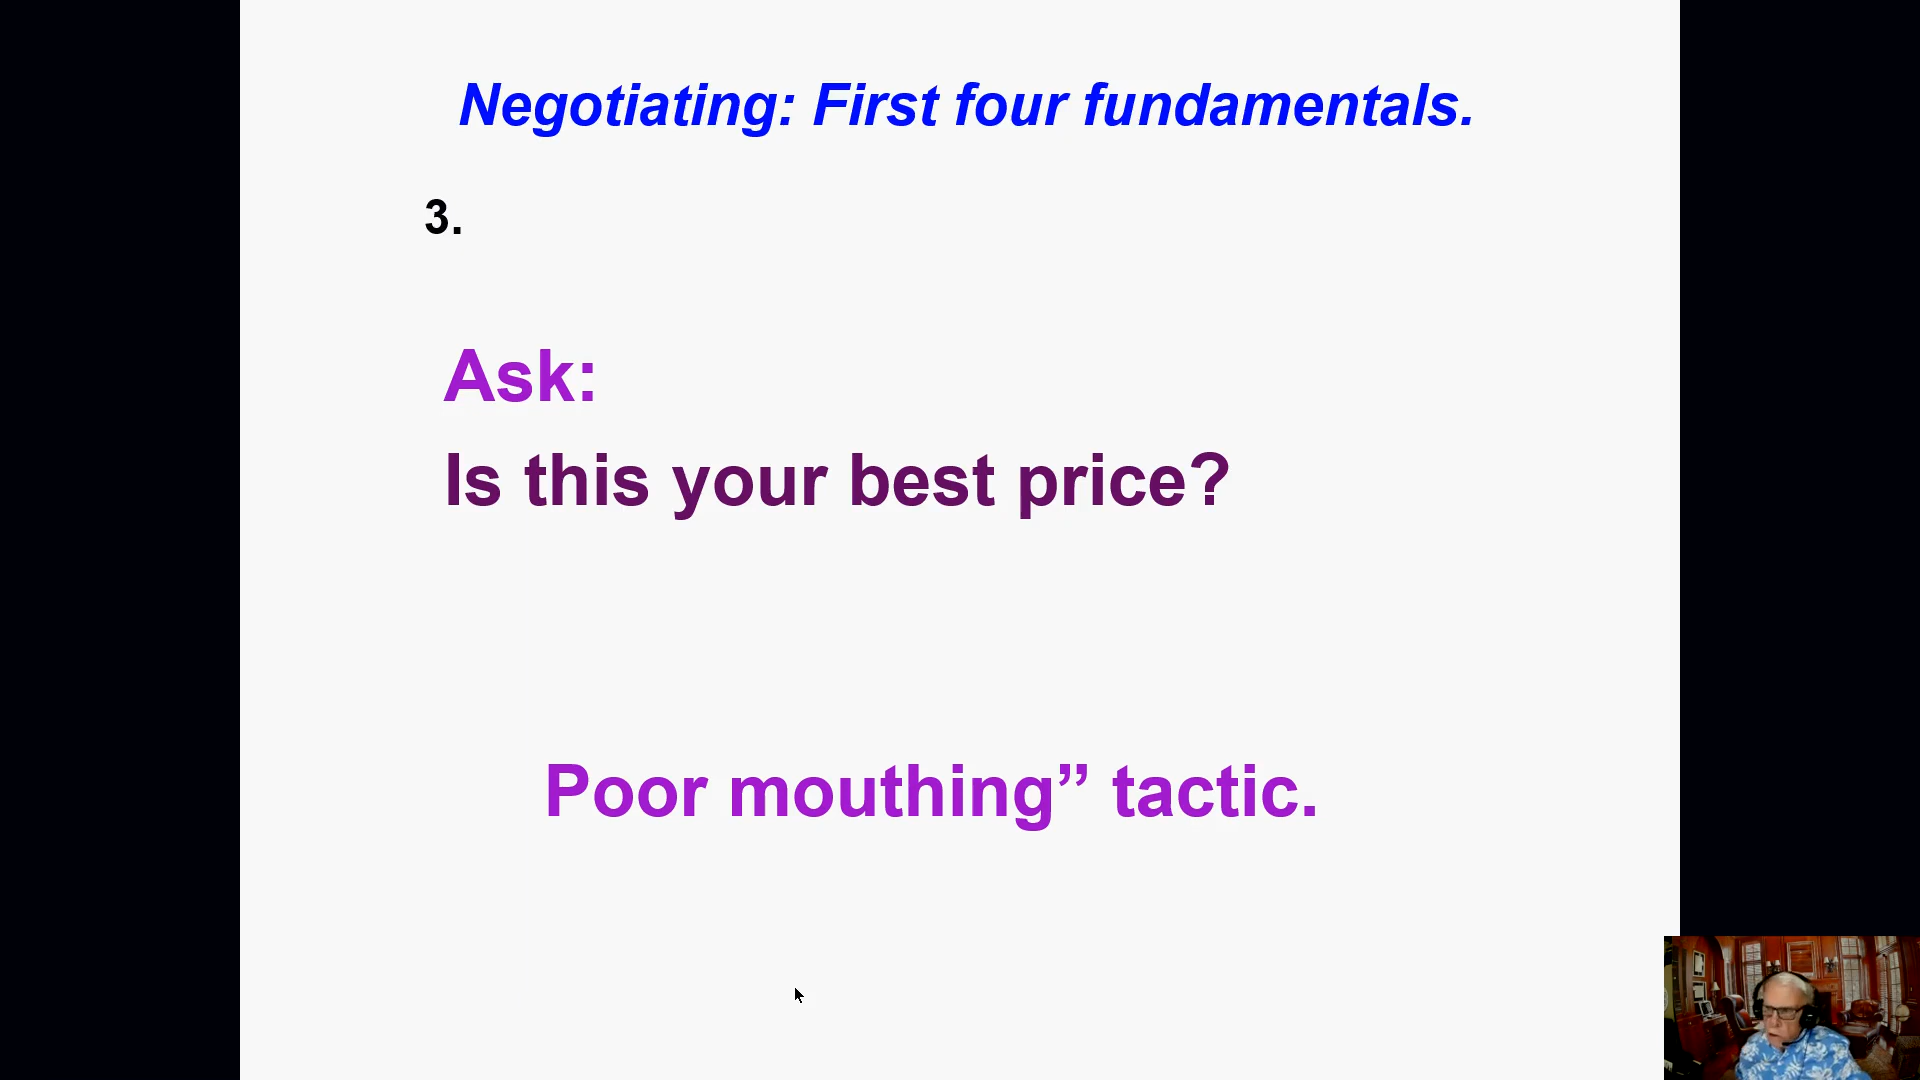 Negotiating: First four fundamentals.
3.
Ask:
Is this your best price?
Poor mouthing” tactic.